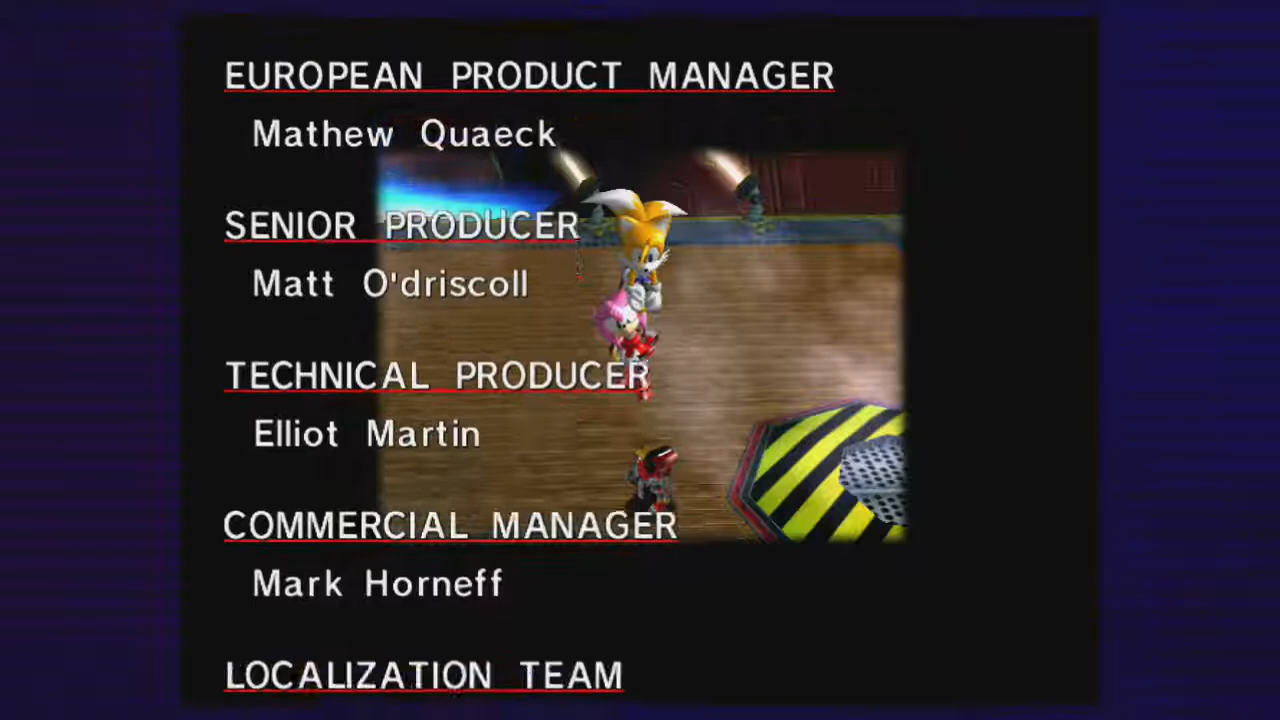 EUROPEAN PRODUCT MANAGER
Mathew Quaeck
SENIOR PRODUCER
Matt O'driscoll
TECHNICAL PRODUCER
Elliot Martin
COMMERCIAL MANAGER
Mark Horneff
LOCALIZATION TEAM